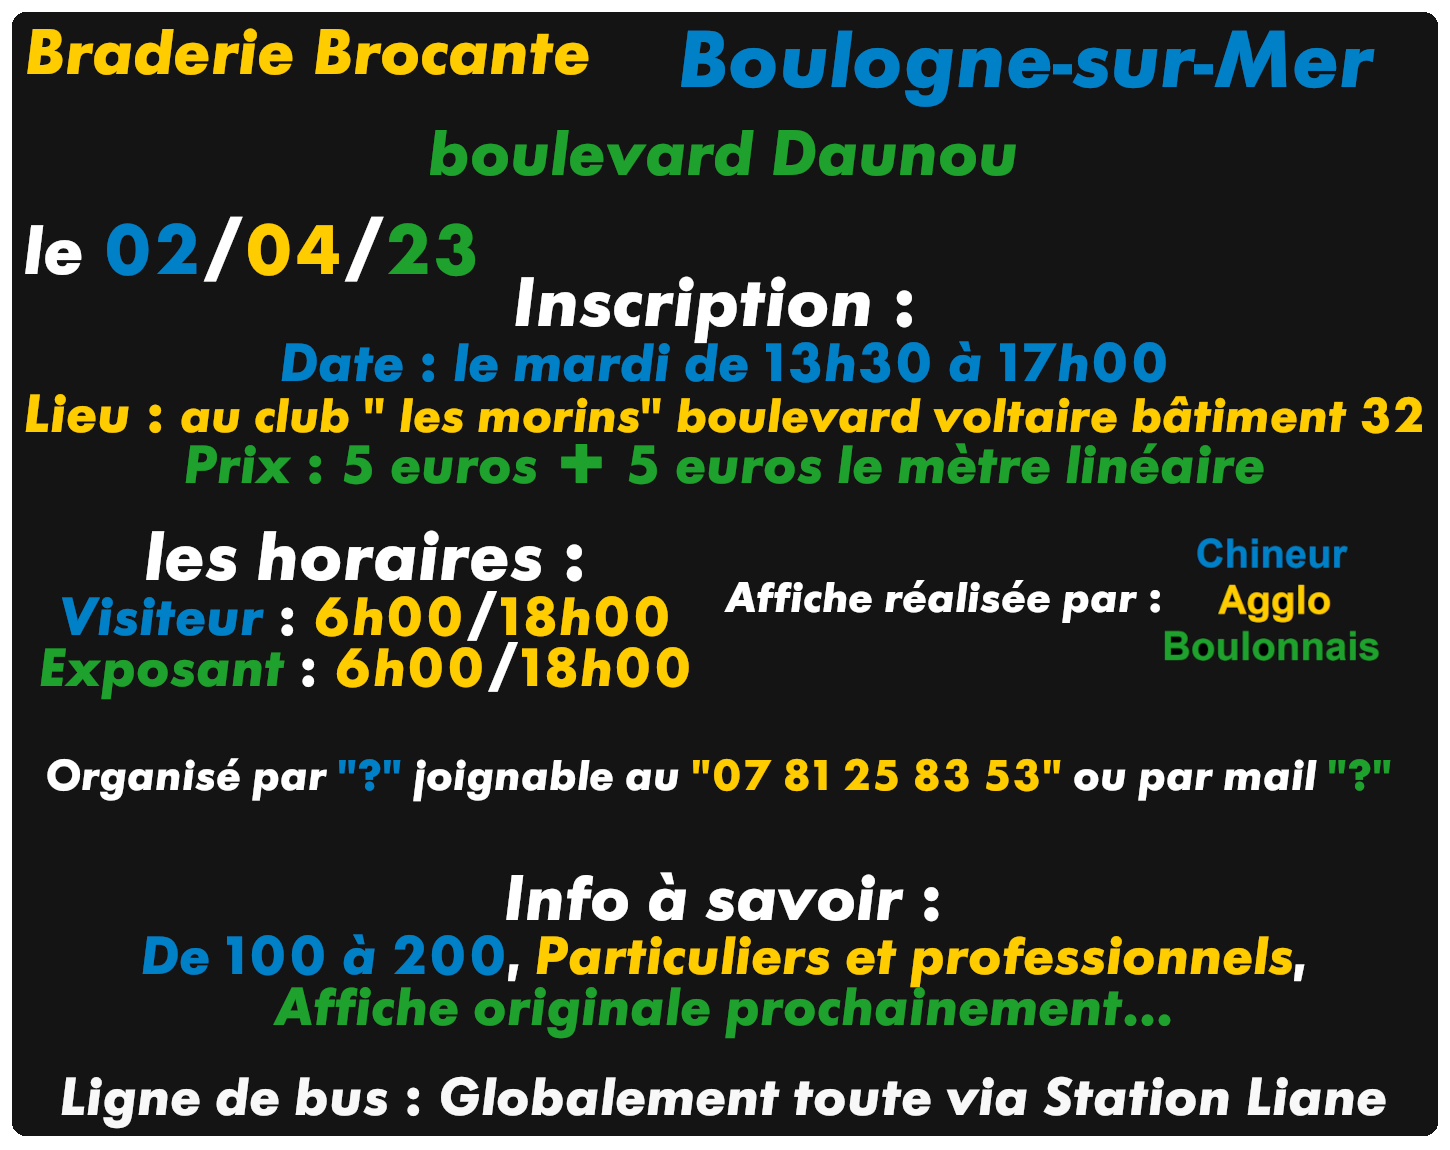 Braderie Brocante
Boulogne-sur-Mer
boulevard Daunou
le 02/04/23
Inscription :
Date : le mardi de 13h30 à 17h00
Lieu : au club " les morins" boulevard voltaire bâtiment 32
Prix : 5 euros + 5 euros le mètre linéaire
les horaires :
Visiteur : 6h00/18h00
Exposant : 6h00/18h00
Affiche réalisée par :
Chineur
Agglo
Boulonnais
Organisé par "?" joignable au "07 81 25 83 53" ou par mail "?"
Info à savoir :
De 100 à 200, Particuliers et professionnels,
Affiche originale prochainement...
Ligne de bus : Globalement toute via Station Liane